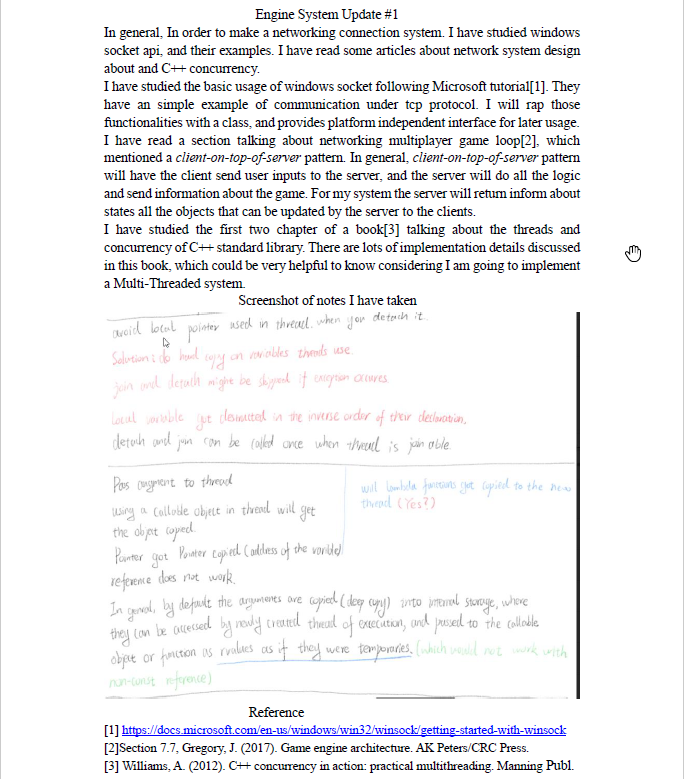 Engine System Update #1
In general, In order to make a networking connection system. I have studied windows
socket api, and their examples. I have read some articles about network system design
about and C++ concurrency.
I have studied the basic usage of windows socket following Microsoft tutorial[1]. They
have an simple example of communication under tcp protocol. I will rap those
functionalities with a class, and provides platform independent interface for later usage.
I have read a section talking about networking multiplayer game loop[2], which
mentioned a client-on-top-of-server pattern. In general, client-on-top-of-server pattern
will have the client send user inputs to the server, and the server will do all the logic
and send information about the game. For my system the server will return inform about
states all the objects that can be updated by the server to the clients.
I have studied the first two chapter of a book[3] talking about the threads and
concurrency of C++ standard library. There are lots of implementation details discussed
in this book, which could be very helpful to know considering I am going to implement
a Multi-Threaded system.
Screenshot of notes I have taken
avoid local pointer used in thread. when you detach it.
Solution: do hard copy on variables threads use
join and detach might be skipped if exception occures
local variable got destructed in the inverse order of their declaration.
detach and join can be called once when thread is joinable
Pass argument to thread
using a callable object in thread will get
the object copied.
Pointer got Pointer copied (address of the varible)
reference does not work.
will lambda functions get copied to the new
thread (Yes?)
In general, by default the arguments are copied (deep copy) into internal storage, where
they can be accessed by newly created thread of execution, and passed to the callable
object or function as rvalues as if they were temporaries. (which would not work with
non-const reference)
Reference
[1] https://docs.microsoft.com/en-us/windows/win32/winsock/getting-started-with-winsock
[2]Section 7.7, Gregory, J. (2017). Game engine architecture. AK Peters/CRC Press.
[3] Williams, A. (2012). C++ concurrency in action: practical multithreading. Manning Publ.